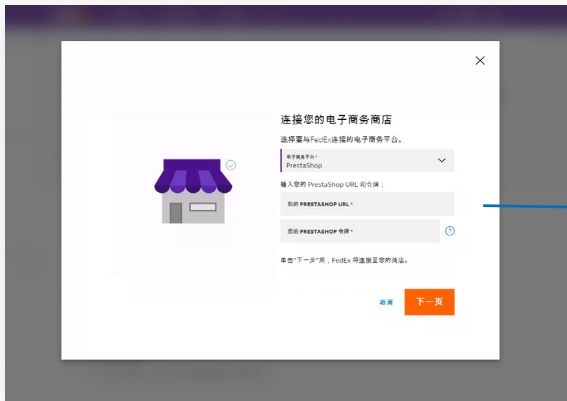 连接您的电子商务商店
选择要与FedEx连接的电子商务平台。
电子商务平台*
PrestaShop
输入您的 PrestaShop URL 和令牌：
您的 PRESTASHOP URL *
您的 PRESTASHOP 令牌 *
?
单击“下一步”后，FedEx 将连接至您的商店。
取消
下一页